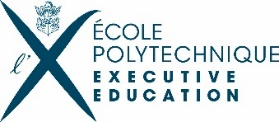 l'X
ÉCOLE
POLYTECHNIQUE
EXECUTIVE
EDUCATION